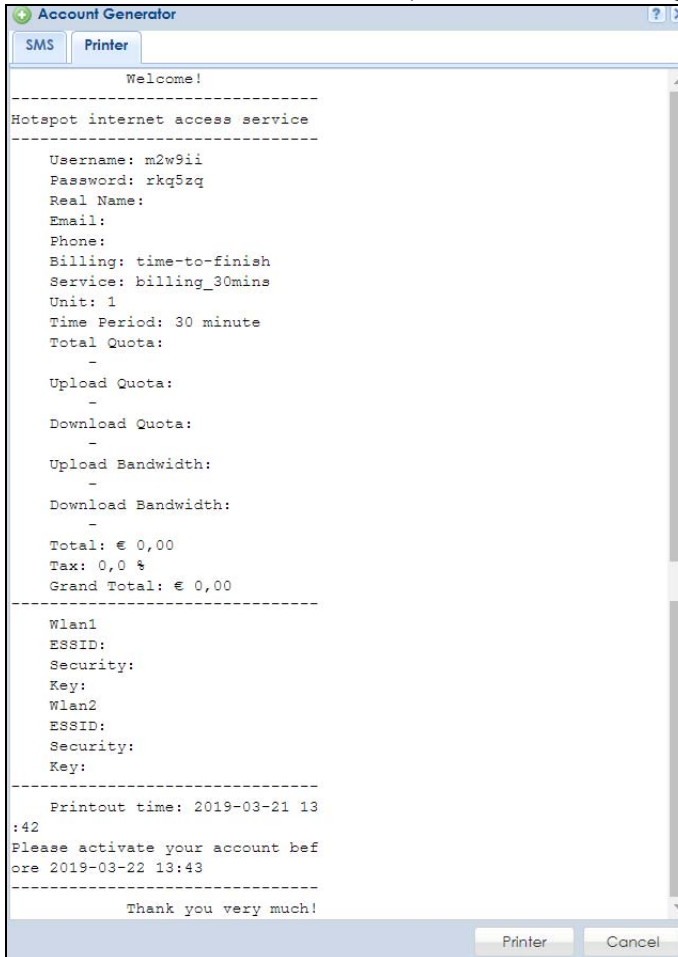 Account Generator
?
SMS Printer
Welcome!
--------------------------------
Hotspot internet access service
--------------------------------
Username: m2w9ii
Password: rkq5zq
Real Name:
Email:
Phone:
Billing: time-to-finish
Service: billing_30mins
Unit: 1
Time Period: 30 minute
Total Quota:
-
Upload Quota:
-
Download Quota:
-
Upload Bandwidth:
-
Download Bandwidth:
-
Total: € 0,00
Tax: 0,0 %
Grand Total: € 0,00
--------------------------------
Wlan1
ESSID:
Security:
Key:
Wlan2
ESSID:
Security:
Key:
--------------------------------
Printout time: 2019-03-21 13
:42
Please activate your account bef
ore 2019-03-22 13:43
--------------------------------
Thank you very much!
Printer Cancel